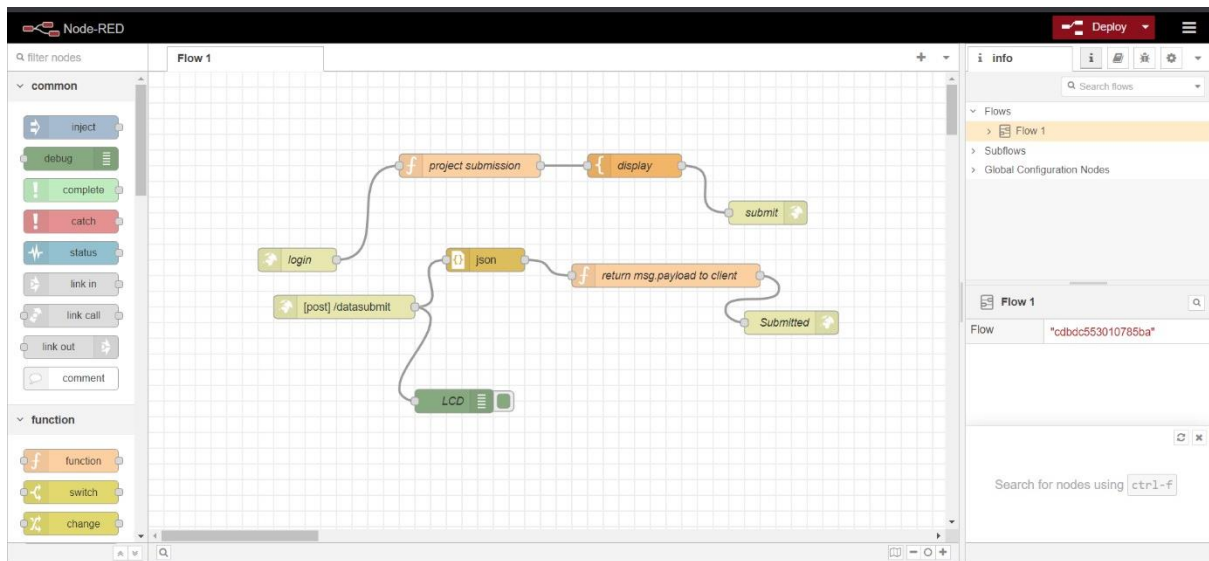 Node-RED
Deploy
filter nodes
Flow 1
i info
i
common
Search flows
Flows
Flow 1
Subflows
Global Configuration Nodes
inject
debug
complete
catch
status
link in
link call
link out
comment
function
function
switch
change
project submission
display
submit
login
json
return msg.payload to client
[post] /datasubmit
Submitted
LCD
Flow 1
Flow "cdbdc553010785ba"
Search for nodes using ctrl-f